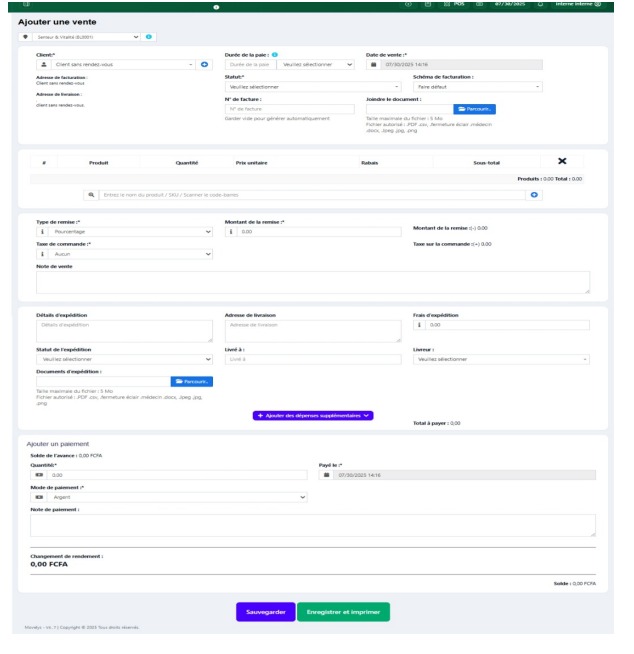 POS
07/30/2025
Interne Interne
Ajouter une vente
Senseur & Vitalité (BL0001)
Client:*
Client sans rendez-vous
Adresse de facturation :
Client sans rendez-vous
Adresse de livraison :
client sans rendez-vous
Durée de la paie :
Durée de la paie
Veuillez sélectionner
Date de vente :*
07/30/2025 14:16
Statut:*
Veuillez sélectionner
Schéma de facturation :
Faire défaut
N° de facture :
N° de facture:
Garder vide pour générer automatiquement
Joindre le document :
Parcourir..
Taille maximale du fichier : 5 Mo
Fichier autorisé : .PDF .csv, .fermeture éclair .médecin
.docx, .jpeg .jpg, .png
# Produit Quantité Prix unitaire Rabais Sous-total
Produits : 0.00 Total : 0.00
Entrez le nom du produit / SKU / Scanner le code-barres
Type de remise :*
Pourcentage
Montant de la remise :*
0.00
Montant de la remise :(-) 0.00
Taxe de commande :*
Aucun
Taxe sur la commande :(+) 0.00
Note de vente
Détails d'expédition
Détails d'expédition
Adresse de livraison
Adresse de livraison
Frais d'expédition
0.00
Statut de l'expédition
Veuillez sélectionner
Livré à :
Livré à
Livreur :
Veuillez sélectionner
Documents d'expédition :
Parcourir..
Taille maximale du fichier : 5 Mo
Fichier autorisé : .PDF .csv, .fermeture éclair .médecin .docx, .jpeg .jpg,
.png
+ Ajouter des dépenses supplémentaires
Total à payer : 0,00
Ajouter un paiement
Solde de l'avance : 0,00 FCFA
Quantité:*
0.00
Payé le :*
07/30/2025 14:16
Mode de paiement :*
Argent
Note de paiement :
Changement de rendement :
0,00 FCFA
Solde : 0,00 FCFA
Sauvegarder
Enregistrer et imprimer
Copyright © 2025 Tous droits réservés